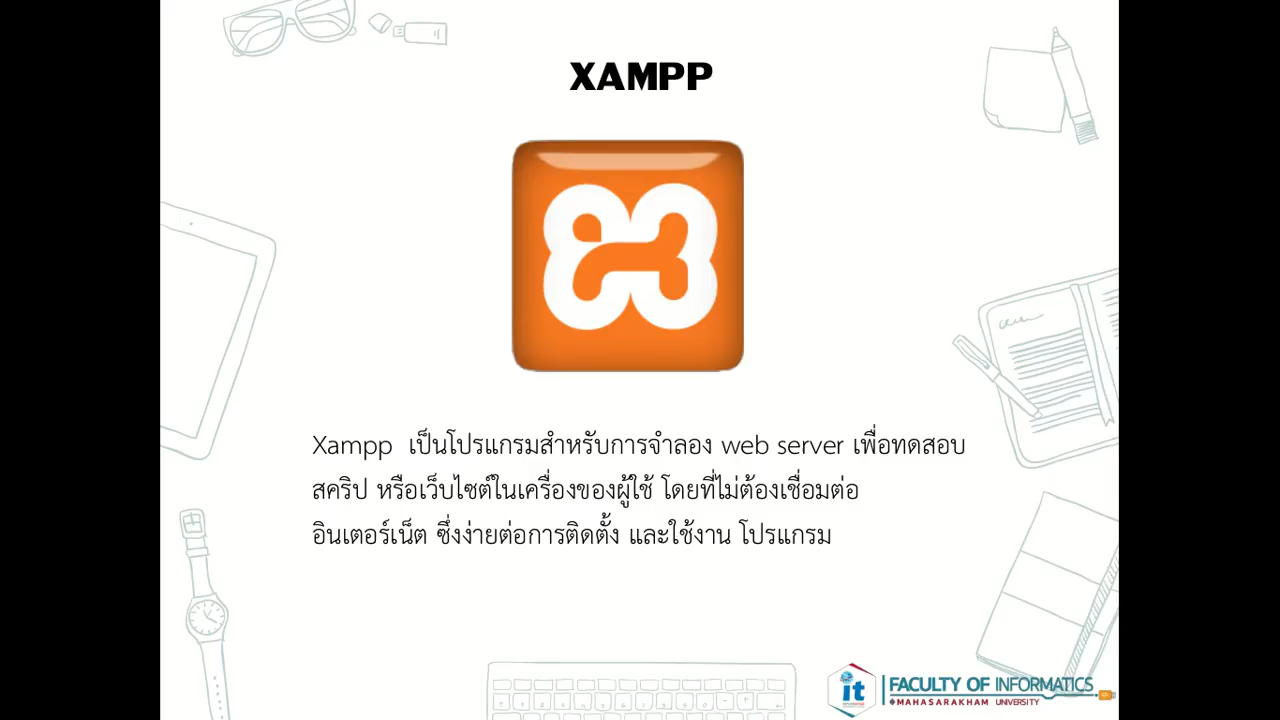 XAMPP
Xampp เป็นโปรแกรมสำหรับการจำลอง web server เพื่อทดสอบ
สคริป หรือเว็บไซต์ในเครื่องของผู้ใช้ โดยที่ไม่ต้องเชื่อมต่อ
อินเตอร์เน็ต ซึ่งง่ายต่อการติดตั้ง และใช้งาน โปรแกรม
it
FACULTY OF INFORMATICS
MAHASARAKHAM UNIVERSITY